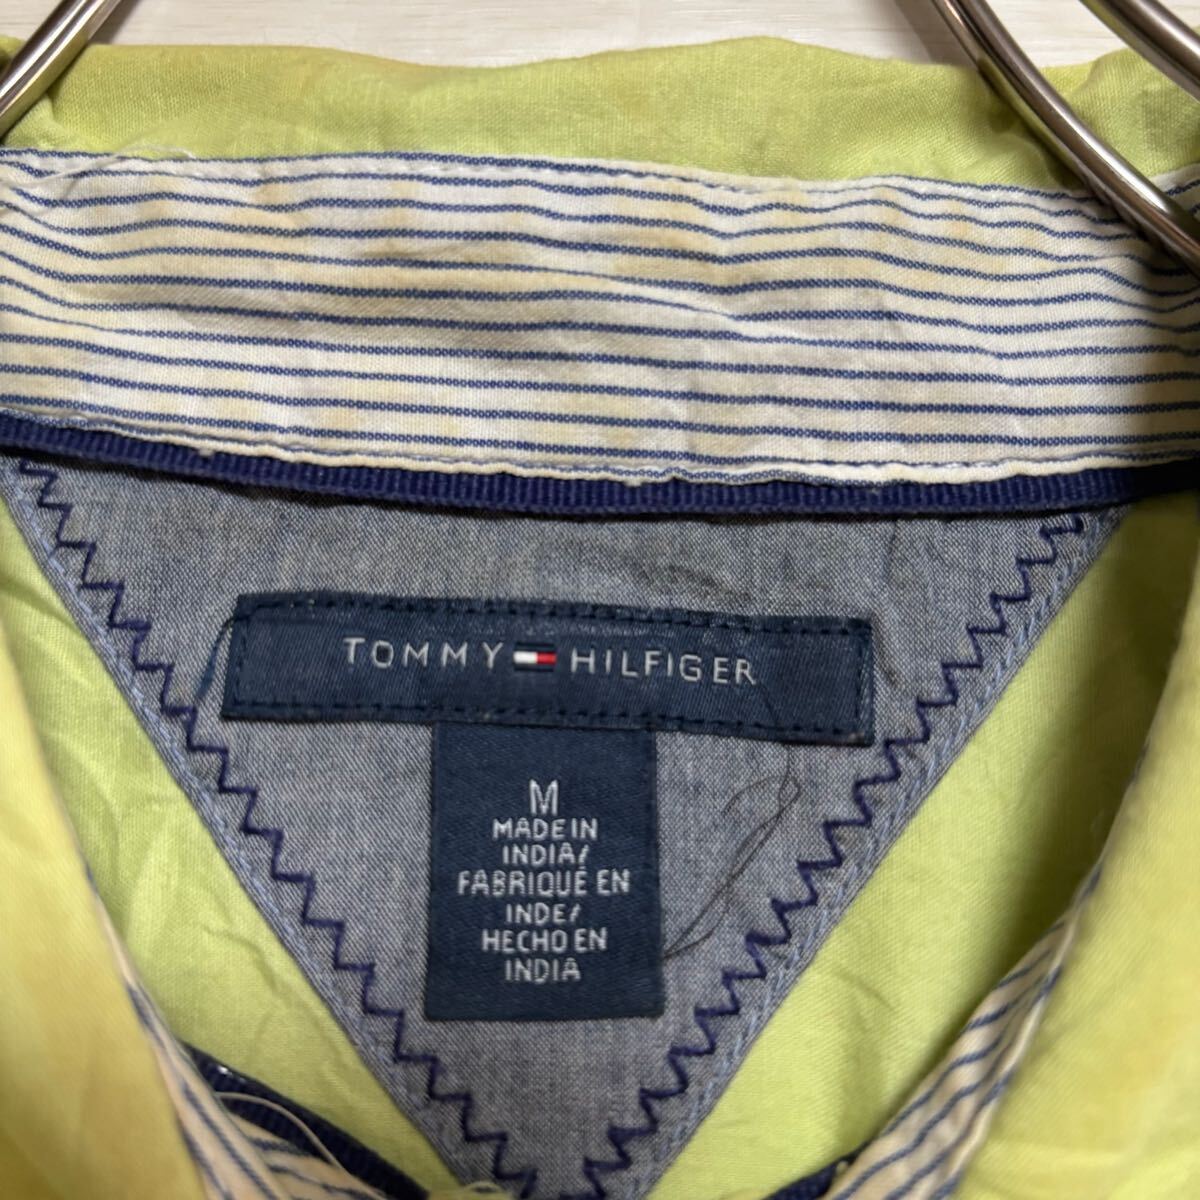 TOMMY HILFIGER
M
MADE IN
INDIA/
FABRIQUÉ EN
INDE/
HECHO EN
INDIA